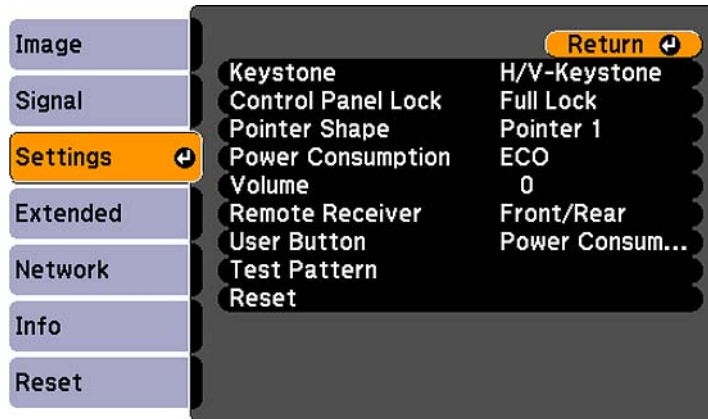 Image
Signal
Settings
Extended
Network
Info
Reset
Return
Keystone H/V-Keystone
Control Panel Lock Full Lock
Pointer Shape Pointer 1
Power Consumption ECO
Volume 0
Remote Receiver Front/Rear
User Button Power Consum...
Test Pattern
Reset